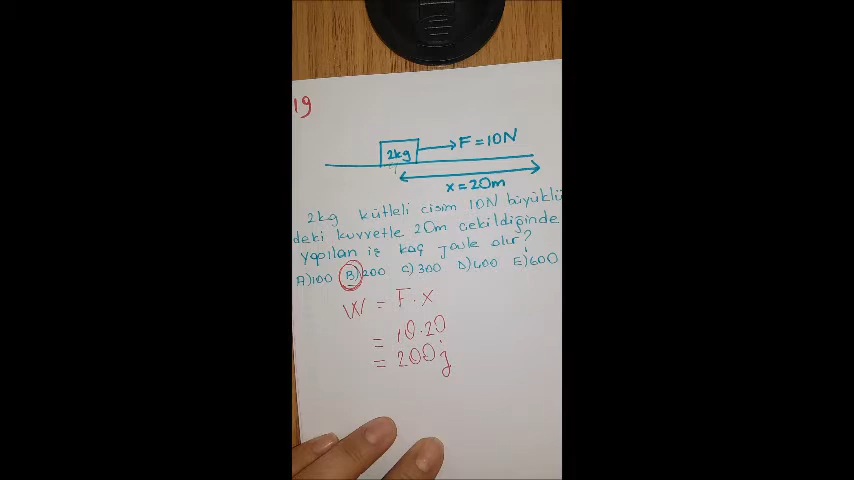 19
2kg
F = 10N
x = 20m
2kg kütleli cisim 10N büyüklü
deki kuvvetle 20m çekildiğinde
yapılan iş kaç Joule olur?
A) 100 B) 200 C) 300 D) 400 E) 600
W = F . x
= 10.20
= 200j